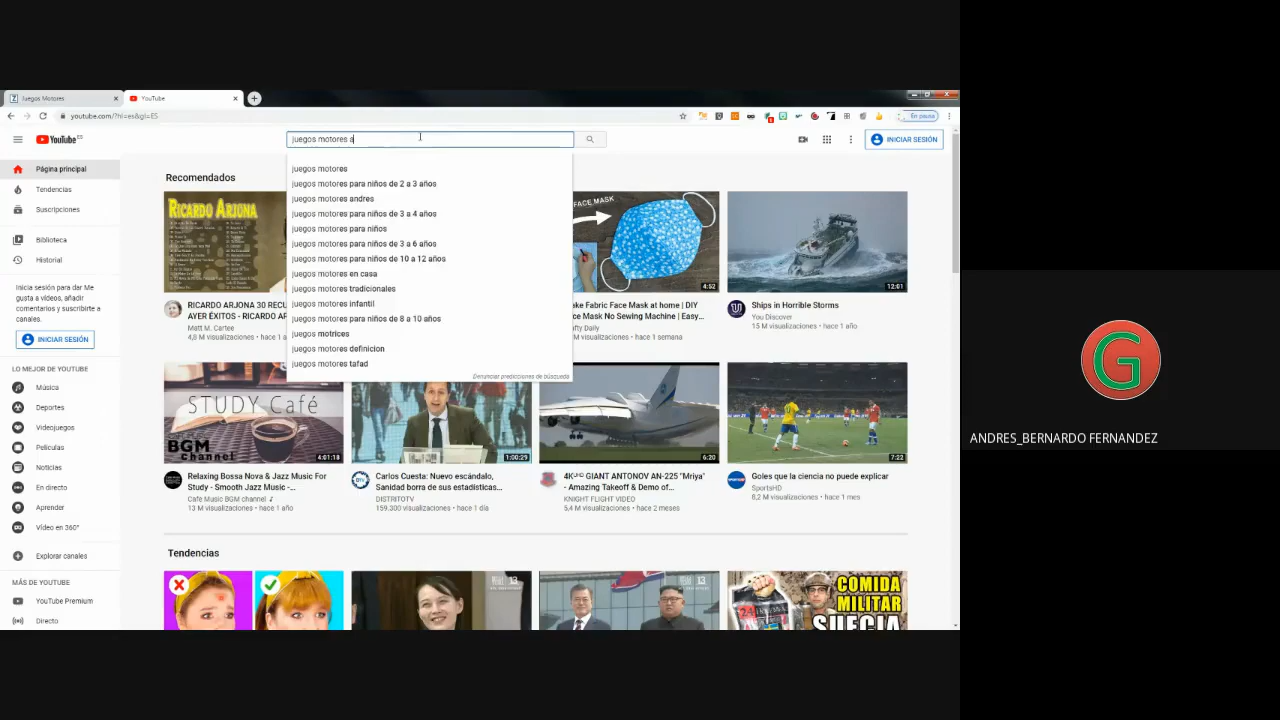 Juegos Motores
YouTube
youtube.com/?hl=es&gl=ES
En pausa
YouTube ES
juegos motores a
INICIAR SESIÓN
juegos motores
juegos motores para niños de 2 a 3 años
juegos motores andres
juegos motores para niños de 3 a 4 años
juegos motores para niños
juegos motores para niños de 3 a 6 años
juegos motores para niños de 10 a 12 años
juegos motores en casa
juegos motores tradicionales
juegos motores infantil
juegos motores para niños de 8 a 10 años
juegos motrices
juegos motores definicion
juegos motores tafad
Denunciar predicciones de búsqueda
Página principal
Tendencias
Suscripciones
Biblioteca
Historial
Inicia sesión para dar Me
gusta a vídeos, añadir
comentarios y suscribirte a
canales.
INICIAR SESIÓN
LO MEJOR DE YOUTUBE
Música
Deportes
Videojuegos
Películas
Noticias
En directo
Aprender
Vídeo en 360°
Explorar canales
MÁS DE YOUTUBE
YouTube Premium
Directo
Recomendados
RICARDO ARJONA
FACE MASK
4:52
12:01
RICARDO ARJONA 30 RECU
AYER ÉXITOS - RICARDO AR
Matt M. Cartee
4,8 M visualizaciones • hace 1 a
ake Fabric Face Mask at home | DIY
Face Mask No Sewing Machine | Easy...
fty Daily
M visualizaciones • hace 1 semana
Ships in Horrible Storms
You Discover
15 M visualizaciones • hace 1 año
STUDY Café
BGM
channel
4:01:18
1:00:29
6:20
7:22
Relaxing Bossa Nova & Jazz Music For
Study - Smooth Jazz Music -...
Cafe Music BGM channel
13 M visualizaciones • hace 1 año
Carlos Cuesta: Nuevo escándalo,
Sanidad borra de sus estadísticas...
DISTRITOTV
159.300 visualizaciones • hace 1 día
4K GIANT ANTONOV AN-225 "Mriya"
- Amazing Takeoff & Demo of...
KNIGHT FLIGHT VIDEO
5,4 M visualizaciones • hace 2 meses
Goles que la ciencia no puede explicar
SportsHD
8,2 M visualizaciones • hace 1 mes
Tendencias
13
13
COMIDA
MILITAR
SUECIA
G
ANDRES_BERNARDO FERNANDEZ